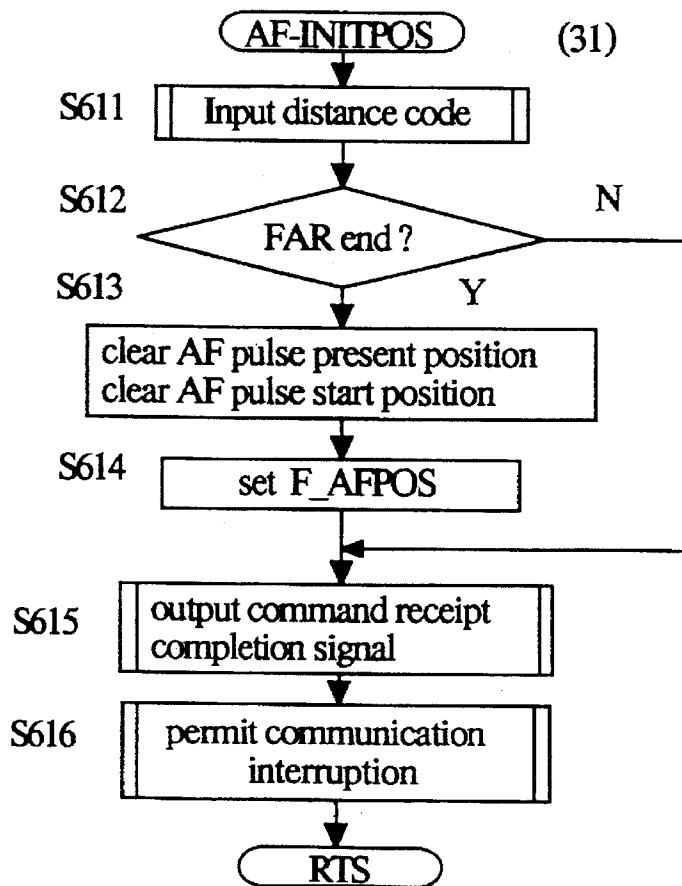 AF-INITPOS (31)
S611 Input distance code
S612 N
FAR end ?
S613 Y
clear AF pulse present position
clear AF pulse start position
S614 set F_AFPOS
S615 output command receipt
completion signal
S616 permit communication
interruption
RTS